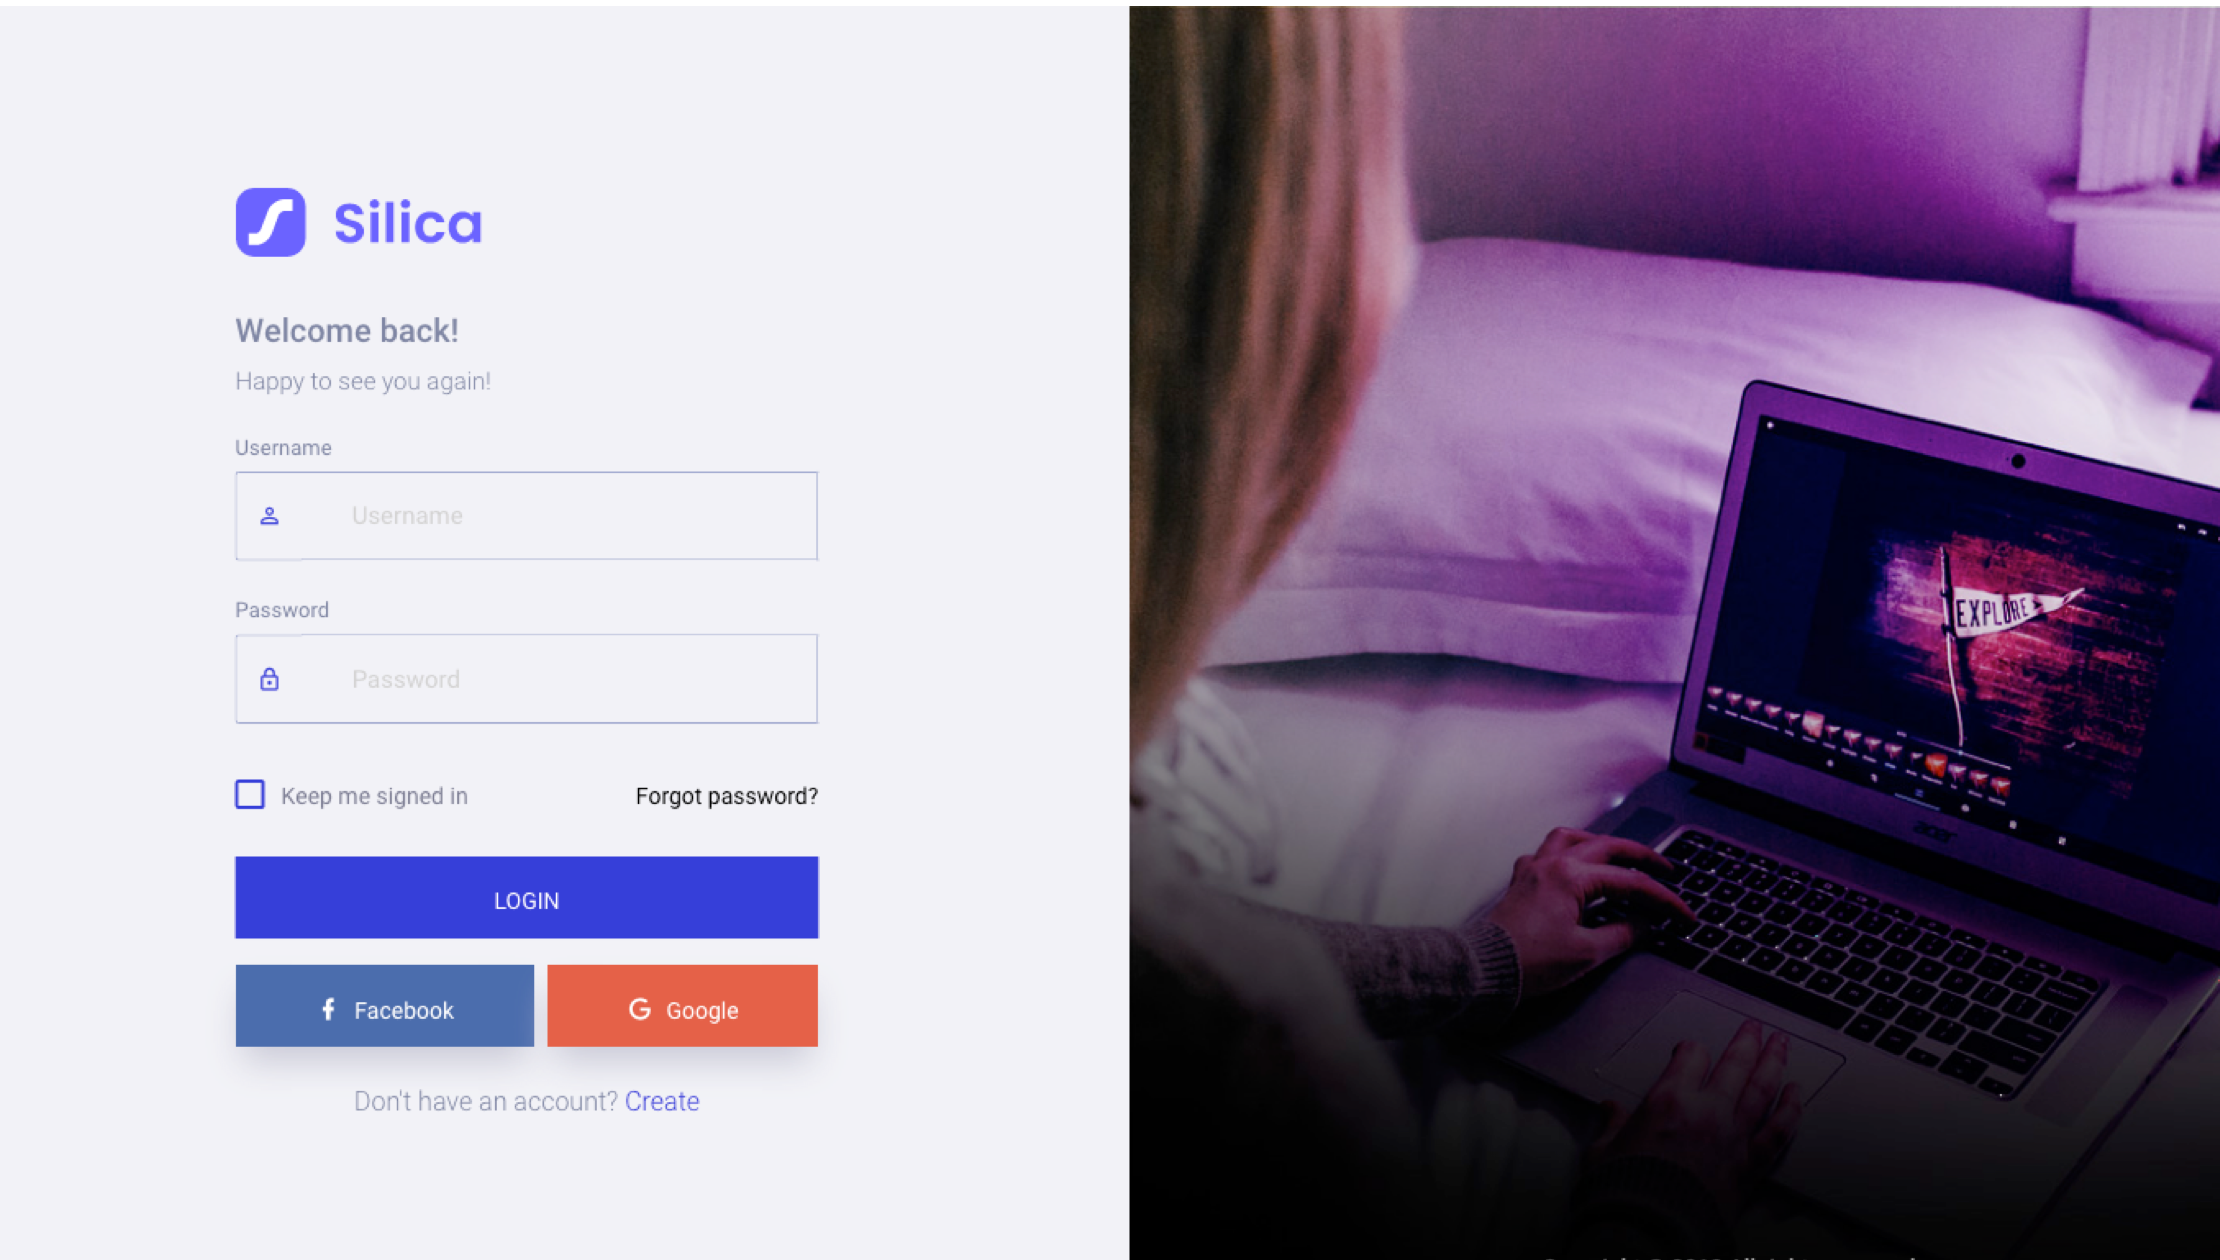 Silica
Welcome back!
Happy to see you again!
Username
Username
Password
Password
Keep me signed in
Forgot password?
LOGIN
Facebook
Google
Don't have an account? Create
EXPLORE
acer